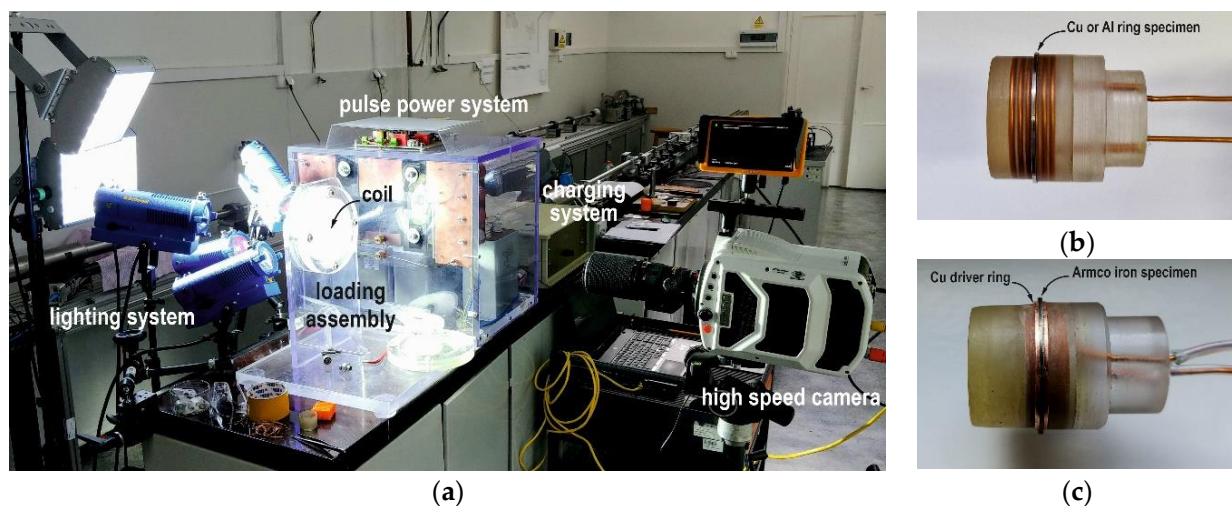 pulse power system
coil
charging
system
loading
assembly
lighting system
high speed camera
(a)
Cu or Al ring specimen
(b)
Cu driver ring
Armco iron specimen
(c)